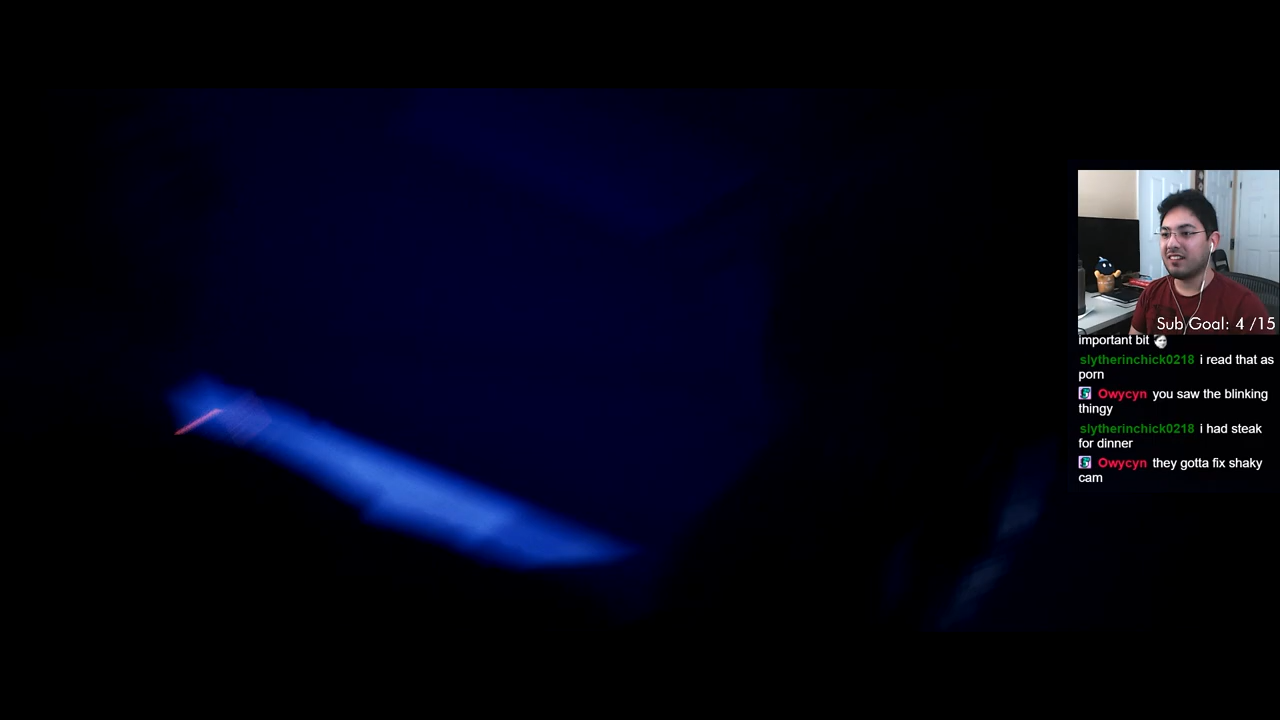 Sub Goal: 4 /15
important bit
slytherinchick0218 i read that as
porn
Owycyn you saw the blinking
thingy
slytherinchick0218 i had steak
for dinner
Owycyn they gotta fix shaky
cam